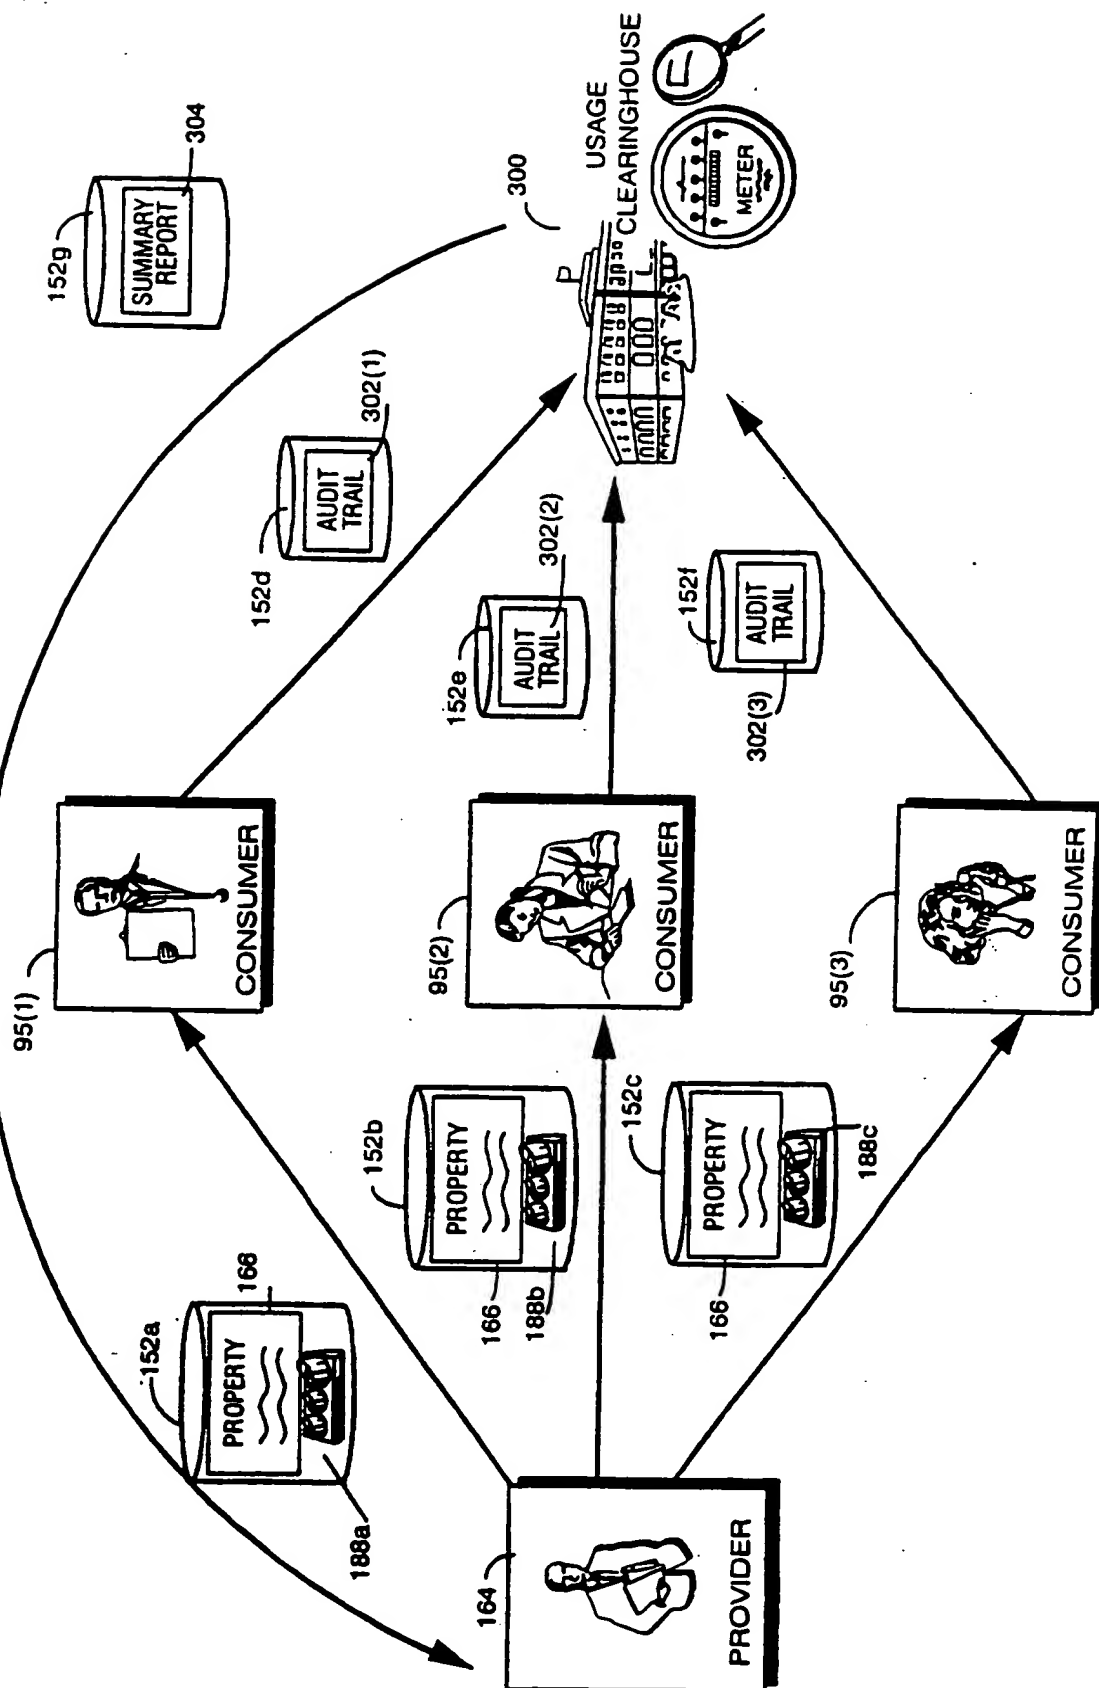 152g
SUMMARY
REPORT
304
95(1)
CONSUMER
152d
AUDIT
TRAIL
302(1)
152a
PROPERTY
166
188a
164
PROVIDER
152b
PROPERTY
166
188b
95(2)
CONSUMER
152e
AUDIT
TRAIL
302(2)
300
USAGE
CLEARINGHOUSE
METER
152c
PROPERTY
166
188c
152f
AUDIT
TRAIL
302(3)
95(3)
CONSUMER